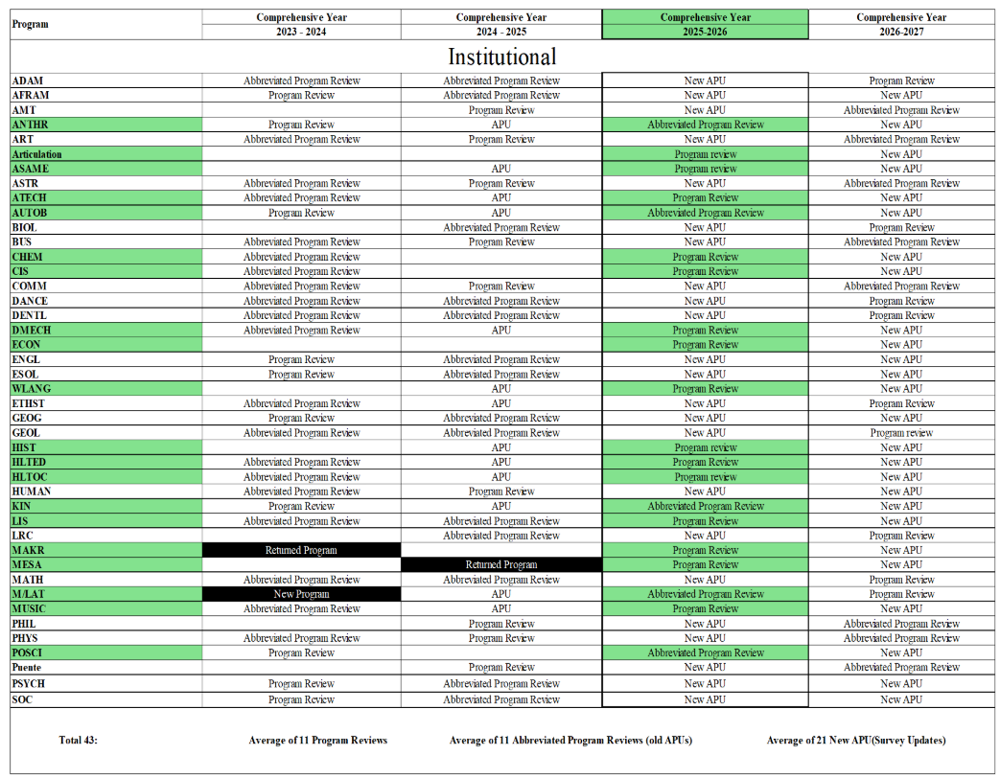 Program Comprehensive Year Comprehensive Year Comprehensive Year Comprehensive Year
2023 - 2024 2024 - 2025 2025-2026 2026-2027
Institutional
ADAM Abbreviated Program Review Abbreviated Program Review New APU Program Review
AFRAM Program Review Abbreviated Program Review New APU New APU
AMT Program Review New APU Abbreviated Program Review
ANTHR Program Review APU Abbreviated Program Review New APU
ART Abbreviated Program Review Program Review New APU Abbreviated Program Review
Articulation Program review New APU
ASAME APU Program review New APU
ASTR Abbreviated Program Review Program Review New APU Abbreviated Program Review
ATECH Abbreviated Program Review APU Program Review New APU
AUTOB Program Review APU Abbreviated Program Review New APU
BIOL Abbreviated Program Review New APU Program Review
BUS Abbreviated Program Review Program Review New APU Abbreviated Program Review
CHEM Abbreviated Program Review Program Review New APU
CIS Abbreviated Program Review Program Review New APU
COMM Abbreviated Program Review Program Review New APU Abbreviated Program Review
DANCE Abbreviated Program Review Abbreviated Program Review New APU Program Review
DENTL Abbreviated Program Review Abbreviated Program Review New APU Program Review
DMECH Abbreviated Program Review APU Program Review New APU
ECON Program Review New APU
ENGL Program Review Abbreviated Program Review New APU New APU
ESOL Program Review Abbreviated Program Review New APU New APU
WLANG APU Program Review New APU
ETHST Abbreviated Program Review APU New APU Program Review
GEOG Program Review Abbreviated Program Review New APU New APU
GEOL Abbreviated Program Review Abbreviated Program Review New APU Program review
HIST APU Program review New APU
HLTED Abbreviated Program Review APU Program Review New APU
HLTOC Abbreviated Program Review APU Program review New APU
HUMAN Abbreviated Program Review Program Review New APU New APU
KIN Program Review APU Abbreviated Program Review New APU
LIS Abbreviated Program Review Abbreviated Program Review Program Review New APU
LRC Abbreviated Program Review New APU Program Review
MAKR Returned Program Program Review New APU
MESA Returned Program Program Review New APU
MATH Abbreviated Program Review Abbreviated Program Review New APU Program Review
M/LAT New Program APU Abbreviated Program Review Program Review
MUSIC Abbreviated Program Review APU Program Review New APU
PHIL Program Review New APU Abbreviated Program Review
PHYS Abbreviated Program Review Program Review New APU Abbreviated Program Review
POSCI Program Review Abbreviated Program Review New APU
Puente Program Review New APU Abbreviated Program Review
PSYCH Program Review Abbreviated Program Review New APU New APU
SOC Program Review Abbreviated Program Review New APU New APU
Total 43: Average of 11 Program Reviews Average of 11 Abbreviated Program Reviews (old APUs) Average of 21 New APU(Survey Updates)